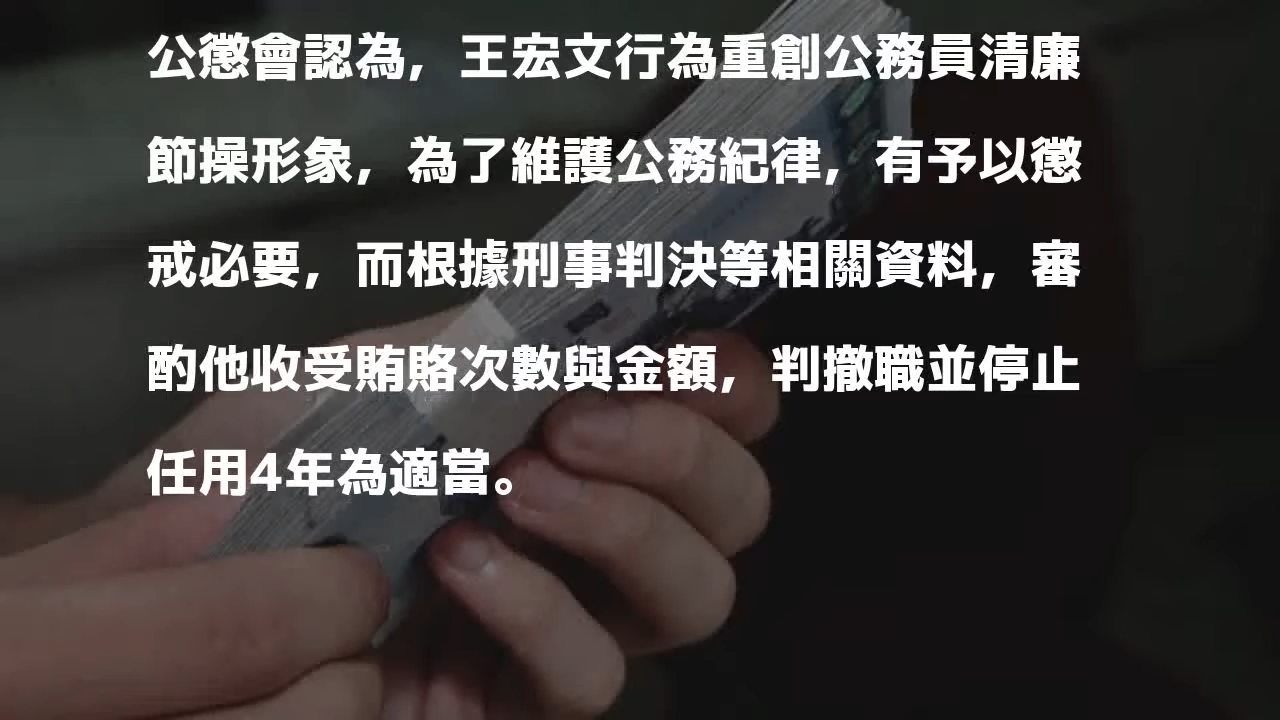 公懲會認為，王宏文行為重創公務員清廉
節操形象，為了維護公務紀律，有予以懲
戒必要，而根據刑事判決等相關資料，審
酌他收受賄賂次數與金額，判撤職並停止
任用4年為適當。